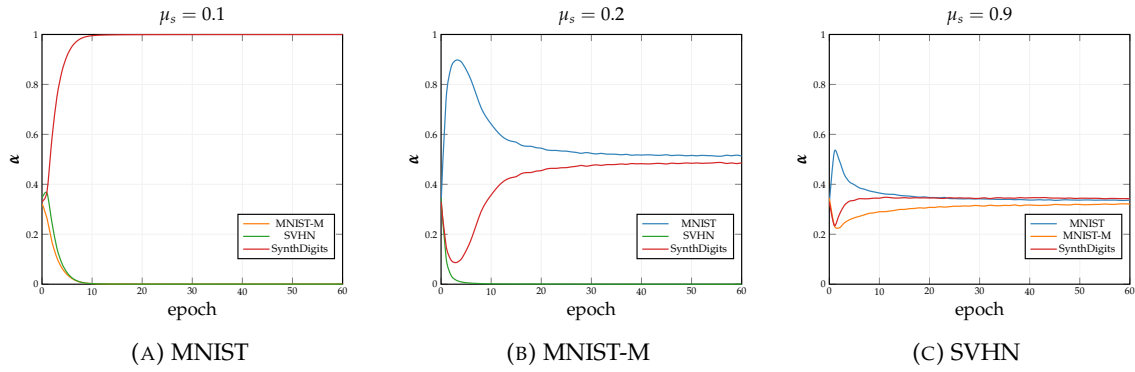 μs = 0.1
1
0.8
0.6
0.4
0.2
0
α
0 10 20 30 40 50 60
epoch
MNIST-M
SVHN
SynthDigits
(A) MNIST
μs = 0.2
1
0.8
0.6
0.4
0.2
0
α
0 10 20 30 40 50 60
epoch
MNIST
SVHN
SynthDigits
(B) MNIST-M
μs = 0.9
1
0.8
0.6
0.4
0.2
0
α
0 10 20 30 40 50 60
epoch
MNIST
MNIST-M
SynthDigits
(C) SVHN